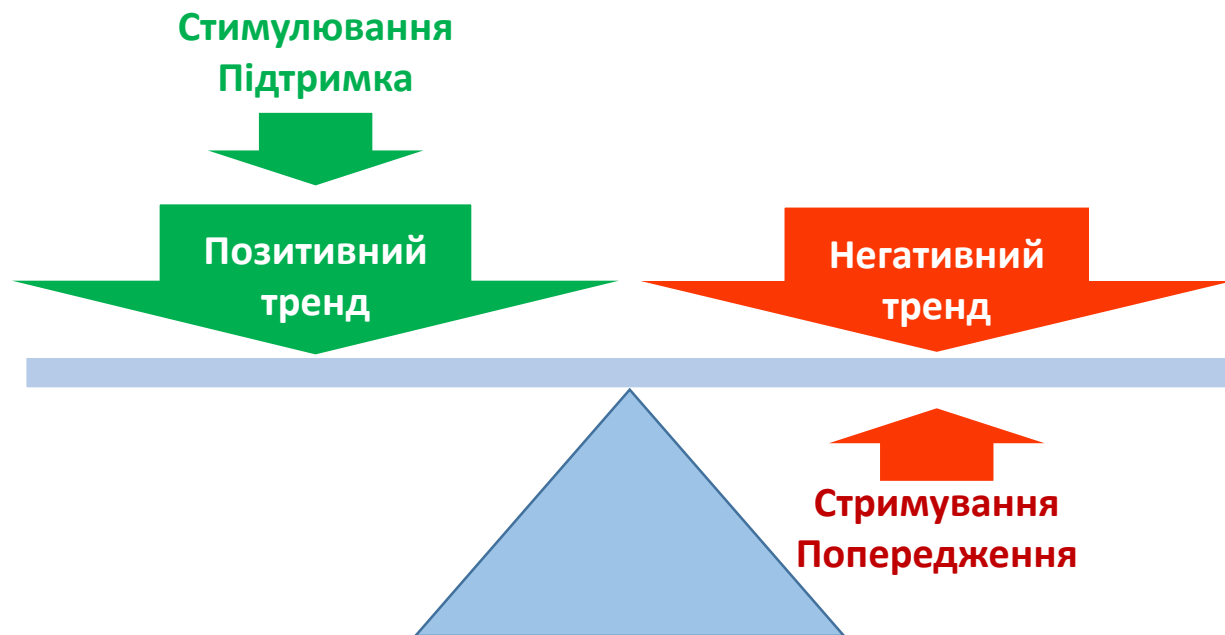 Стимулювання
Підтримка
Позитивний
тренд
Негативний
тренд
Стримування
Попередження